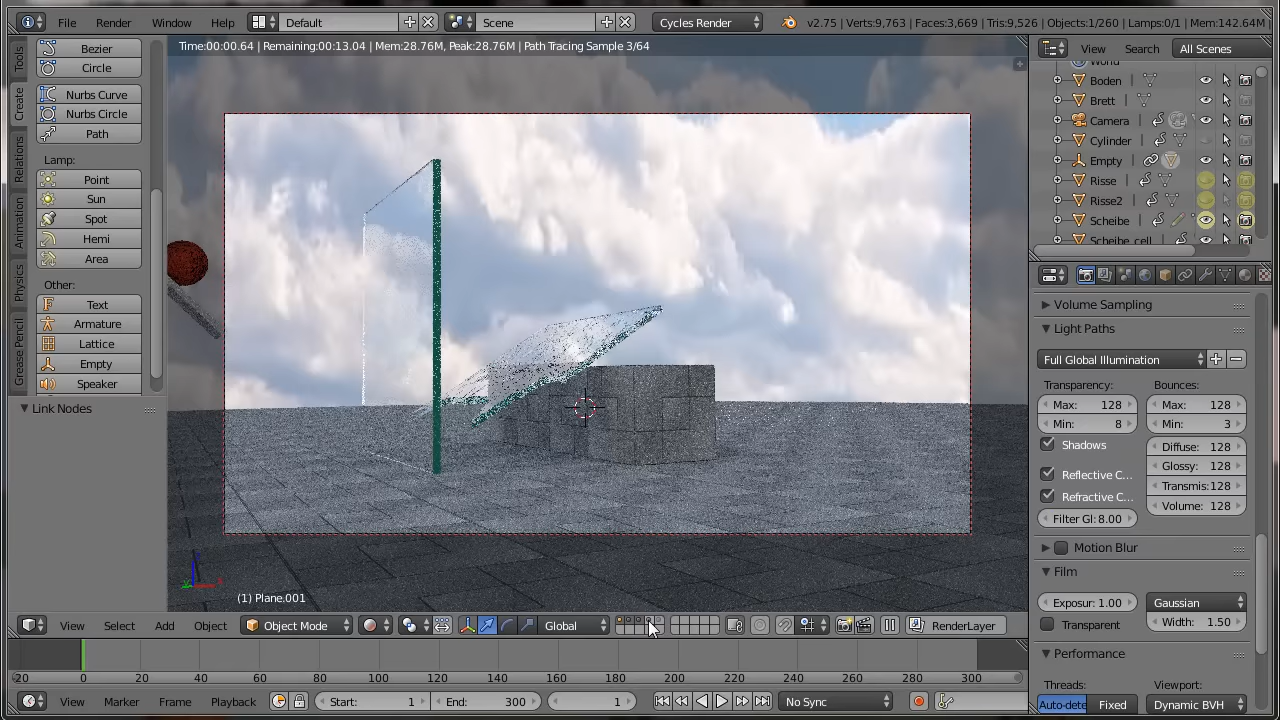 File Render Window Help Default Scene Cycles Render v2.75 | Verts:9,763 | Faces:3,669 | Tris:9,526 | Objects:1/260 | Lamps:0/1 | Mem:142.64M
Time:00:00.64 | Remaining:00:13.04 | Mem:28.76M, Peak:28.76M | Path Tracing Sample 3/64
Tools
Create
Relations
Animation
Physics
Grease Pencil
Bezier
Circle
Nurbs Curve
Nurbs Circle
Path
Lamp:
Point
Sun
Spot
Hemi
Area
Other:
Text
Armature
Lattice
Empty
Speaker
Link Nodes
(1) Plane.001
View Select Add Object Object Mode Global RenderLayer
-20 0 20 40 60 80 100 120 140 160 180 200 220 240 260 280 300
View Marker Frame Playback Start: 1 End: 300 1 No Sync
View Search All Scenes
World
Boden
Brett
Camera
Cylinder
Empty
Risse
Risse2
Scheibe
Scheibe_cell
Volume Sampling
Light Paths
Full Global Illumination
Transparency: Bounces:
Max: 128 Max: 128
Min: 8 Min: 3
Shadows Diffuse: 128
Reflective C... Glossy: 128
Refractive C... Transmis: 128
Filter Gl: 8.00 Volume: 128
Motion Blur
Film
Exposur: 1.00 Gaussian
Transparent Width: 1.50
Performance
Threads: Viewport:
Auto-dete Fixed Dynamic BVH